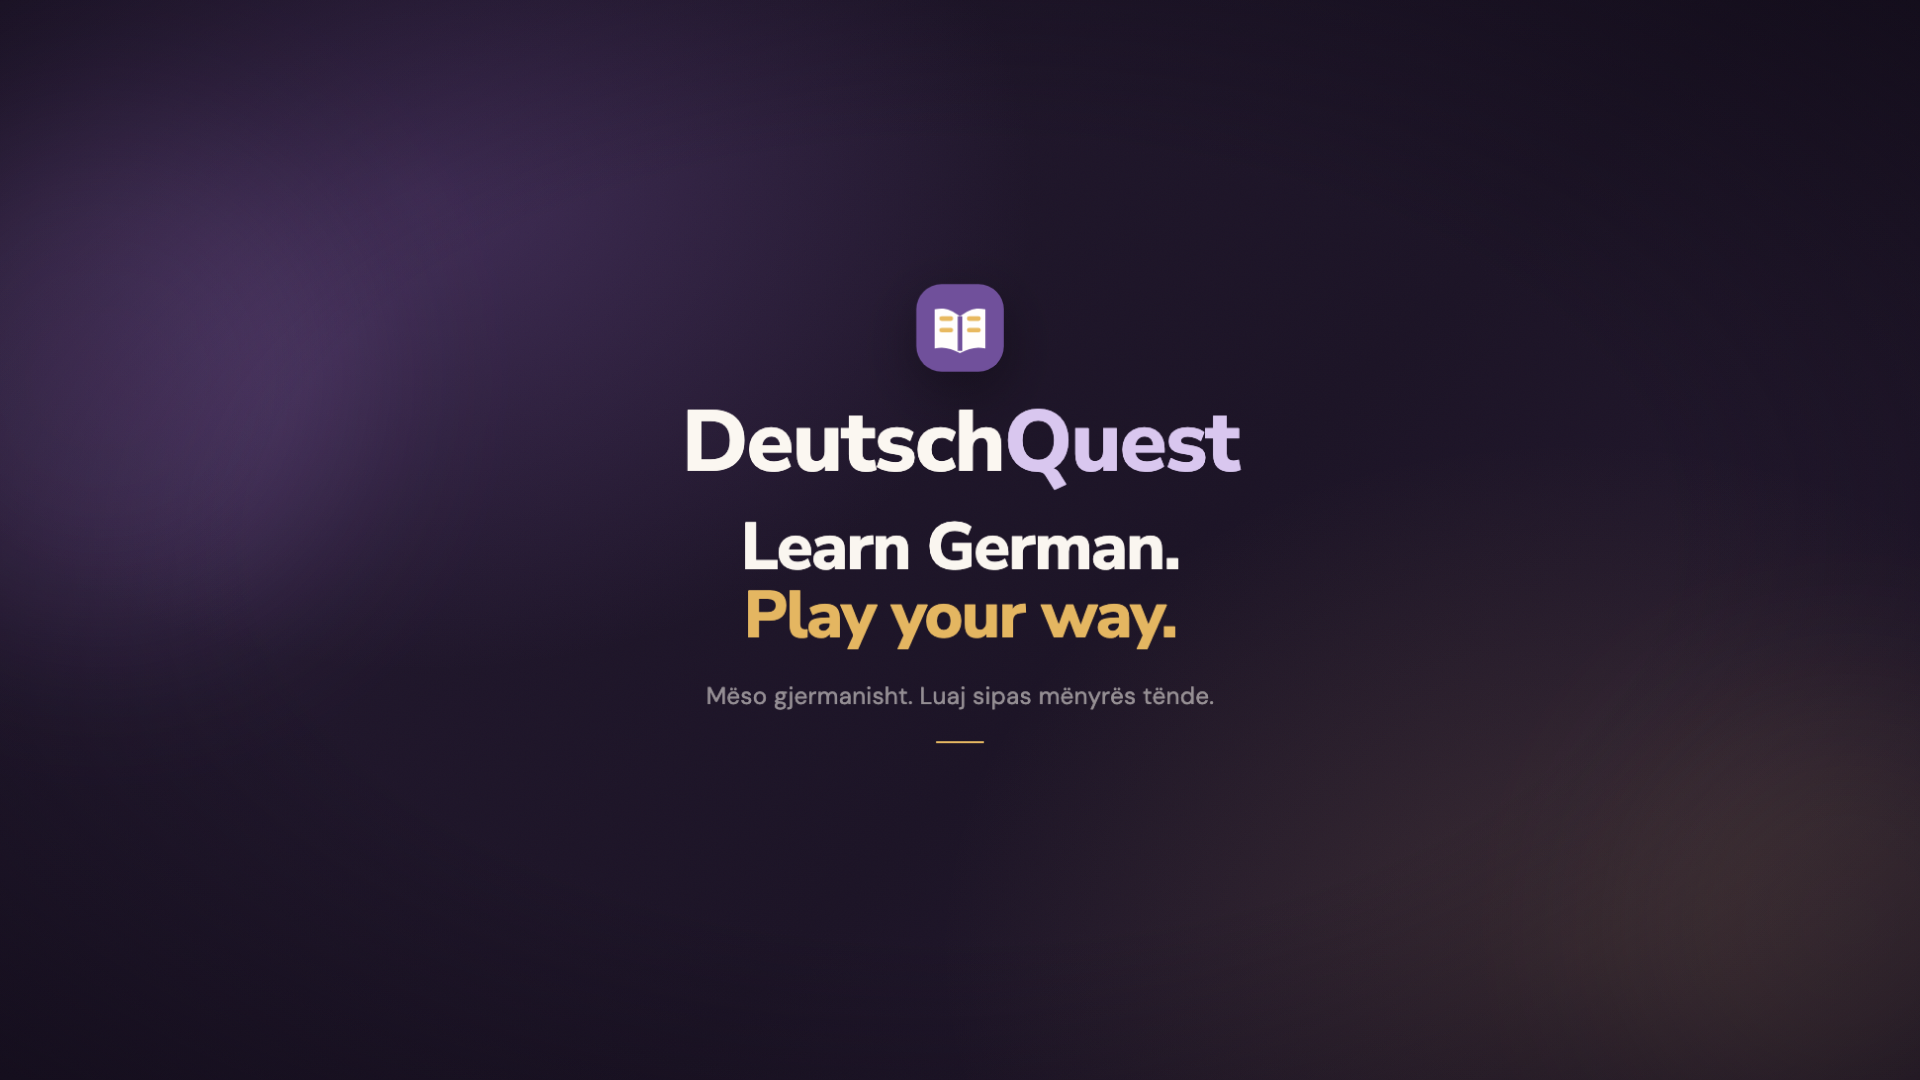 DeutschQuest
Learn German.
Play your way.
Mëso gjermanisht. Luaj sipas mënyrës tënde.